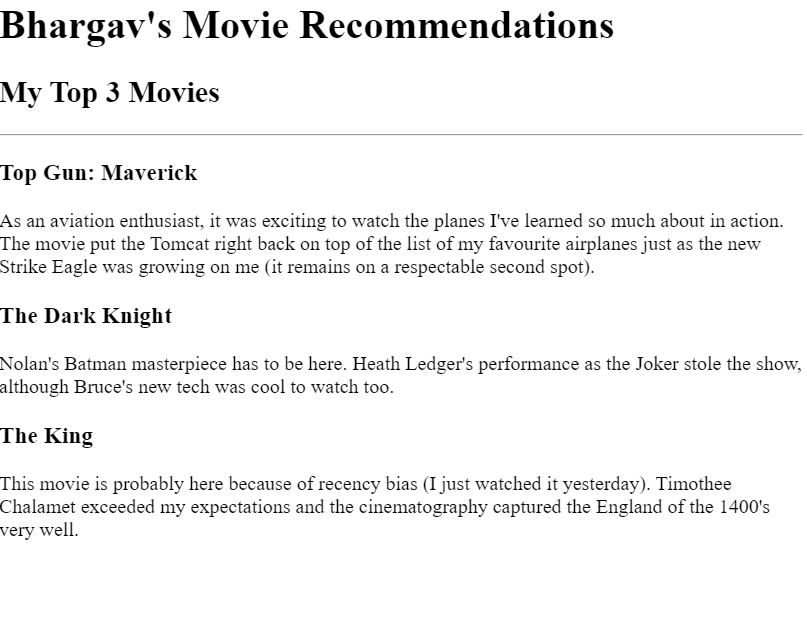 Bhargav's Movie Recommendations
My Top 3 Movies
Top Gun: Maverick
As an aviation enthusiast, it was exciting to watch the planes I've learned so much about in action.
The movie put the Tomcat right back on top of the list of my favourite airplanes just as the new
Strike Eagle was growing on me (it remains on a respectable second spot).
The Dark Knight
Nolan's Batman masterpiece has to be here. Heath Ledger's performance as the Joker stole the show,
although Bruce's new tech was cool to watch too.
The King
This movie is probably here because of recency bias (I just watched it yesterday). Timothee
Chalamet exceeded my expectations and the cinematography captured the England of the 1400's
very well.